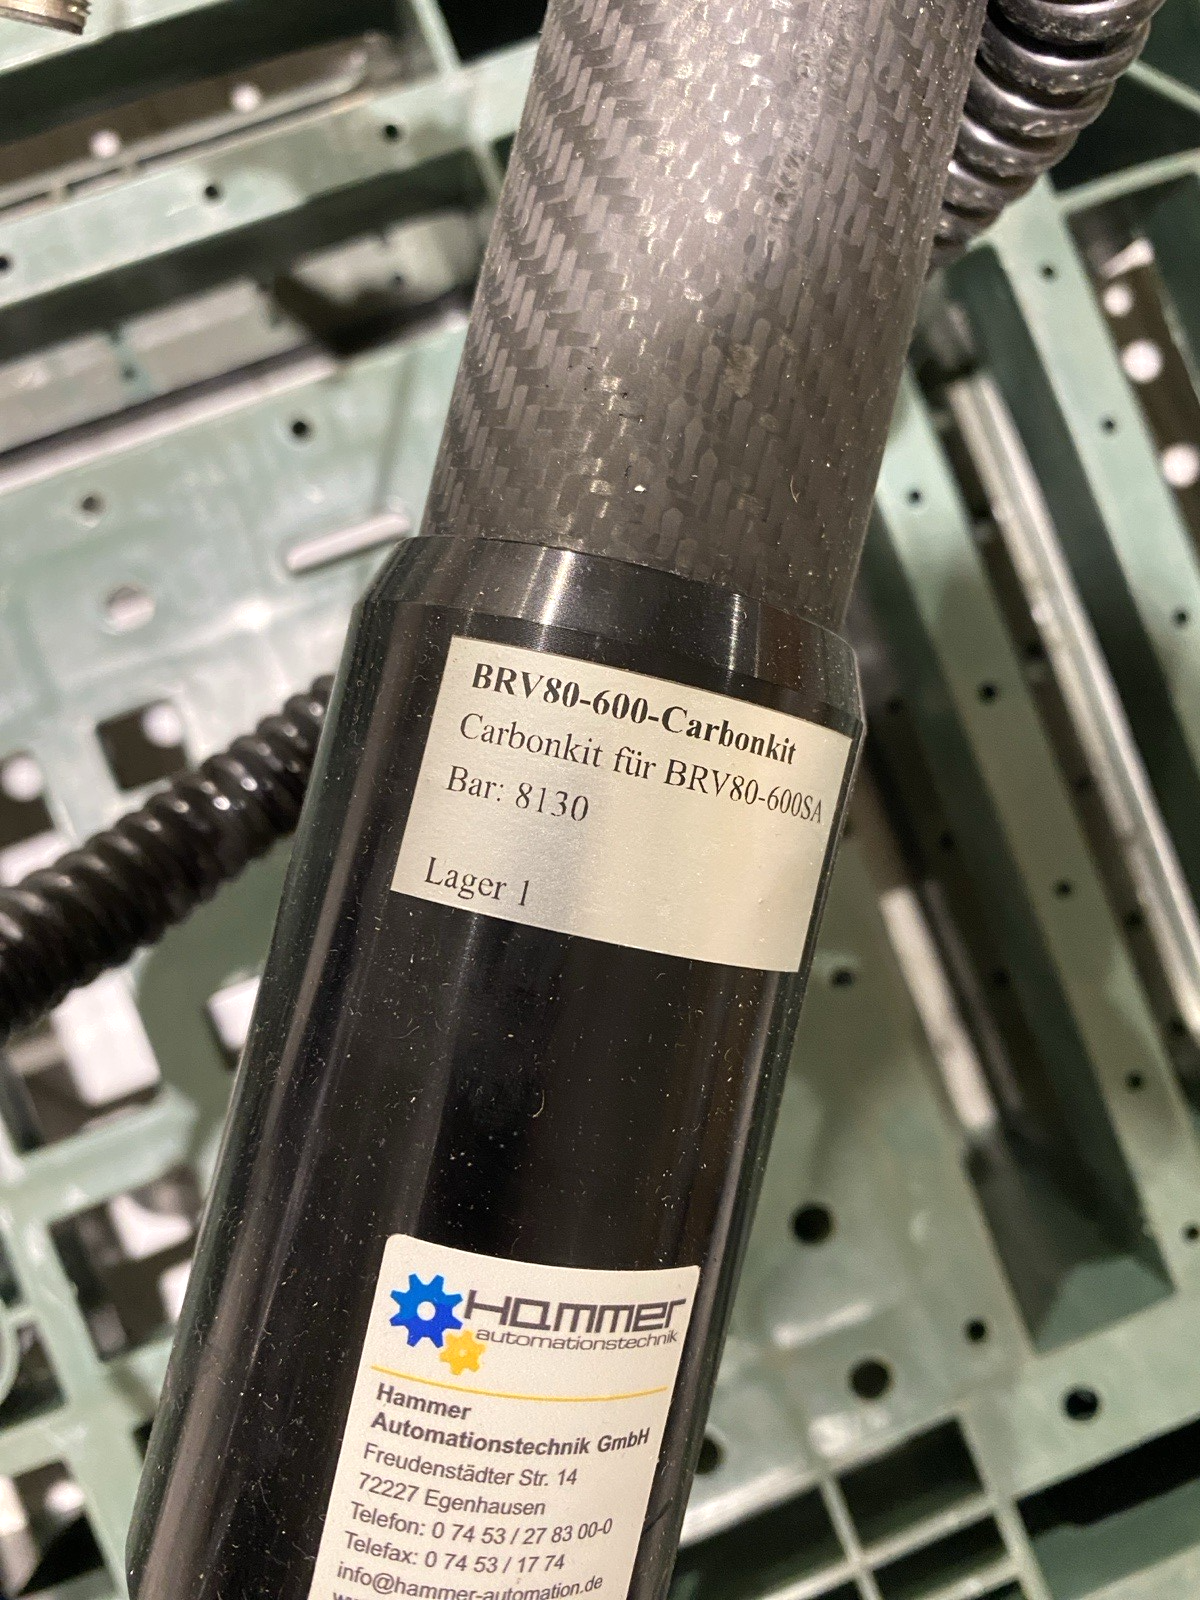 BRV80-600-Carbonkit
Carbonkit für BRV80-600SA
Bar: 8130
Lager 1
Hammer
automationstechnik
Hammer
Automationstechnik GmbH
Freudenstädter Str. 14
72227 Egenhausen
Telefon: 0 74 53 / 27 83 00-0
Telefax: 0 74 53 / 17 74
info@hammer-automation.de